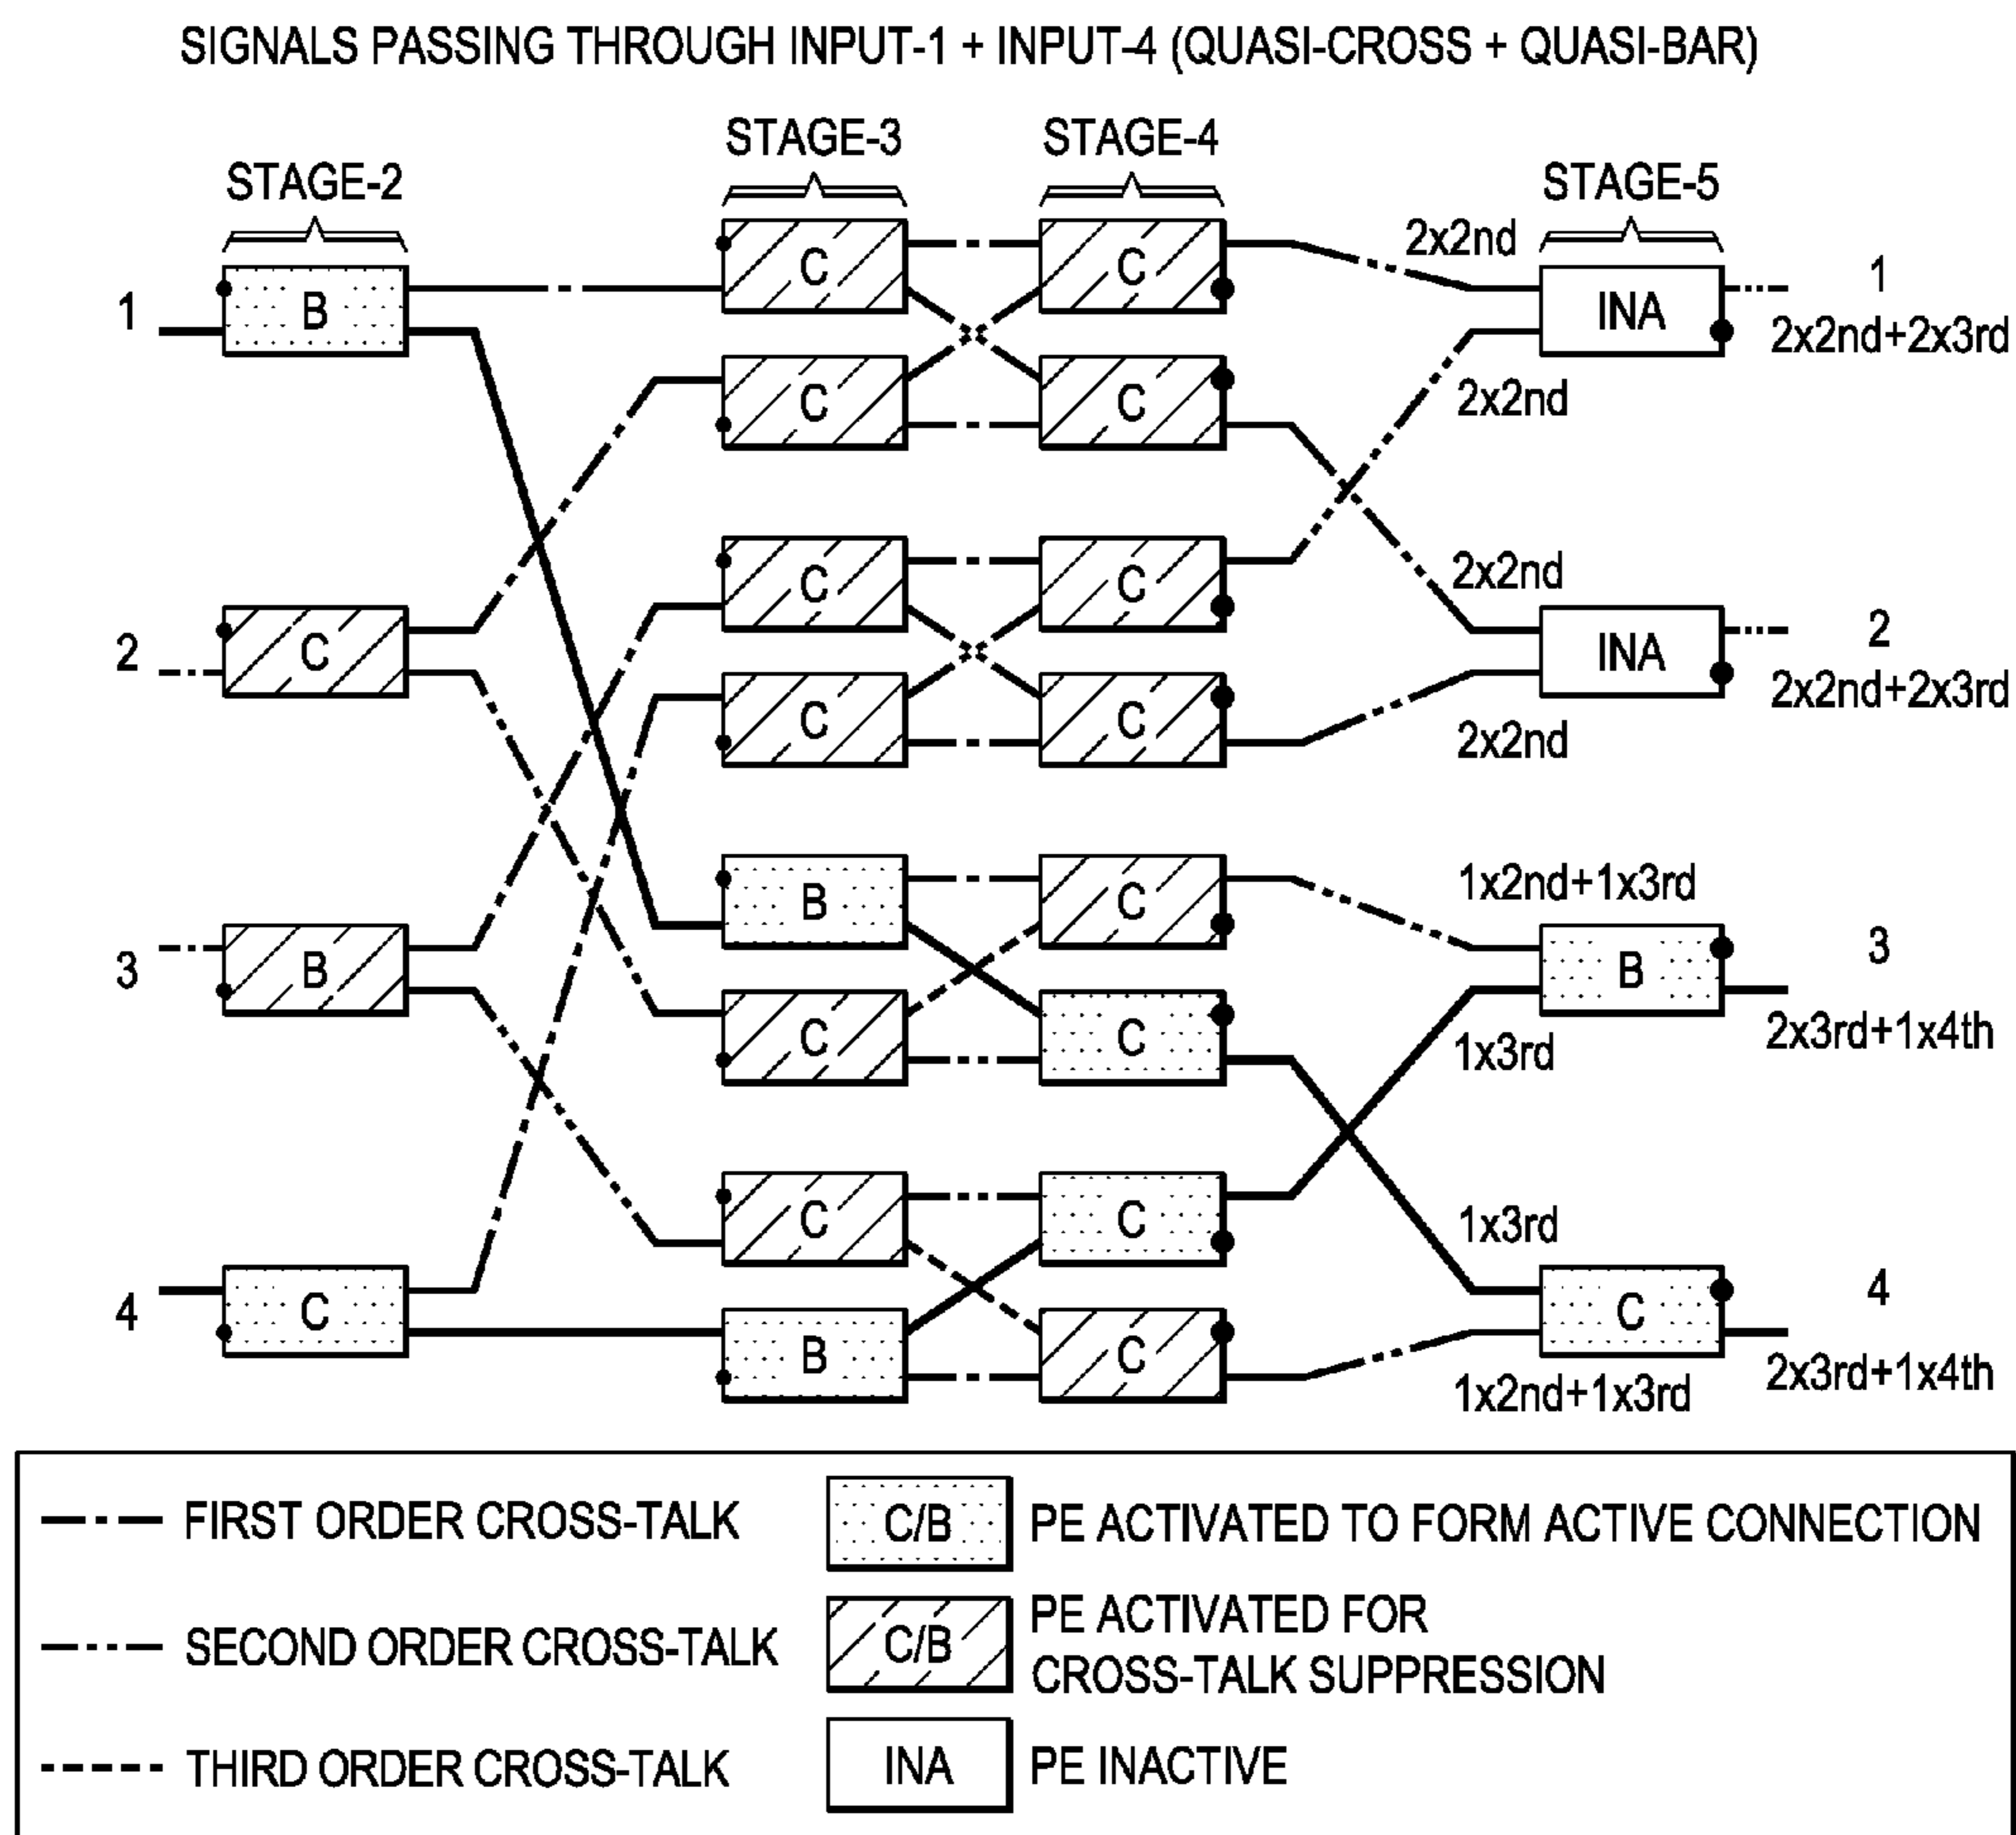 SIGNALS PASSING THROUGH INPUT-1 + INPUT-4 (QUASI-CROSS + QUASI-BAR)
STAGE-2
STAGE-3
STAGE-4
STAGE-5
1
B
C
C
2x2nd
INA
1
2x2nd+2x3rd
C
C
2x2nd
2
C
C
C
2x2nd
INA
2
2x2nd+2x3rd
C
C
2x2nd
3
B
B
C
1x2nd+1x3rd
B
3
2x3rd+1x4th
C
C
1x3rd
4
C
C
C
1x3rd
C
4
2x3rd+1x4th
B
C
1x2nd+1x3rd
FIRST ORDER CROSS-TALK
C/B
PE ACTIVATED TO FORM ACTIVE CONNECTION
SECOND ORDER CROSS-TALK
C/B
PE ACTIVATED FOR
CROSS-TALK SUPPRESSION
THIRD ORDER CROSS-TALK
INA
PE INACTIVE